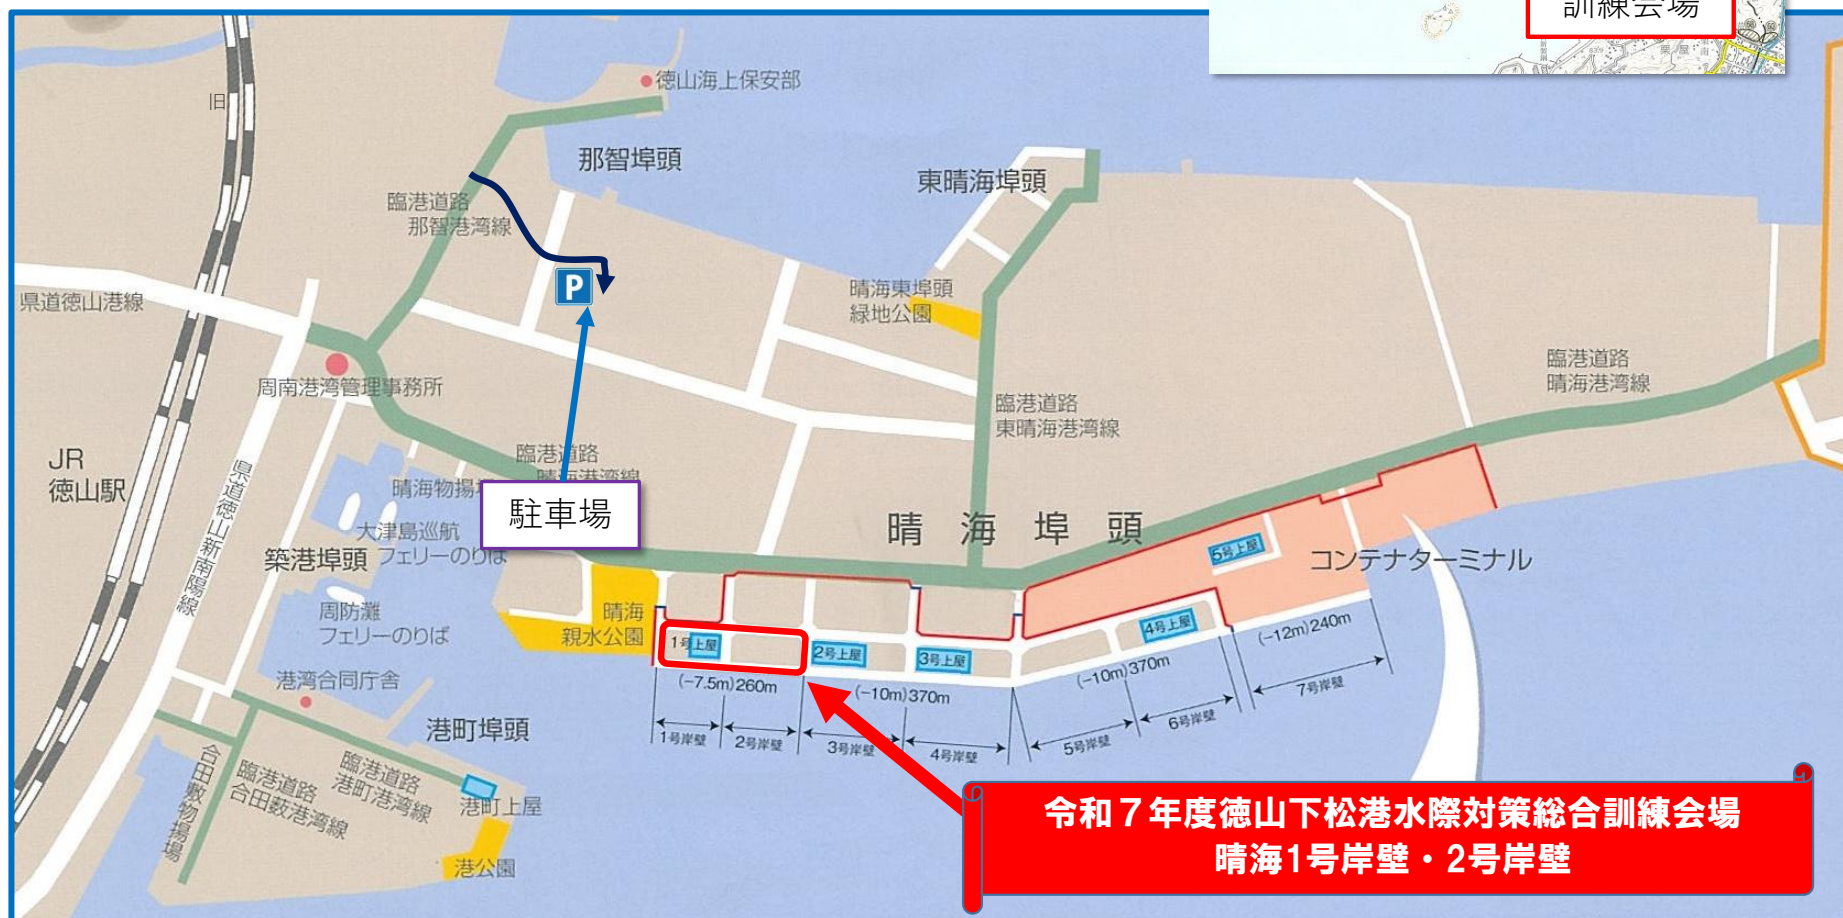 訓練会場
徳山海上保安部
旧
那智埠頭
東晴海埠頭
臨港道路
那智港湾線
P
県道徳山港線
晴海東埠頭
緑地公園
周南港湾管理事務所
臨港道路
晴海港湾線
臨港道路
東晴海港湾線
JR
徳山駅
県道徳山新南陽線
臨港道路
晴海港湾線
晴海物揚
駐車場
大津島巡航
フェリーのりば
築港埠頭
晴海埠頭
5号上屋
コンテナターミナル
周防灘
フェリーのりば
晴海
親水公園
1号上屋
2号上屋
3号上屋
4号上屋
(-7.5m)260m
(-10m)370m
(-10m)370m
(-12m)240m
1号岸壁
2号岸壁
3号岸壁
4号岸壁
5号岸壁
6号岸壁
7号岸壁
港湾合同庁舎
港町埠頭
合田敷物揚場
臨港道路
合田薮港湾線
臨港道路
港町港湾線
港町上屋
港公園
令和７年度徳山下松港水際対策総合訓練会場
晴海1号岸壁・2号岸壁